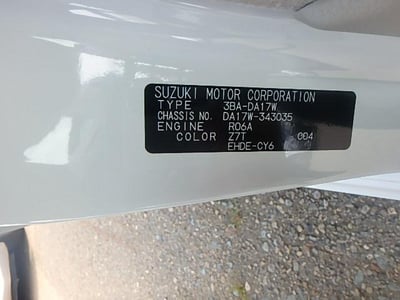 SUZUKI MOTOR CORPORATION
TYPE 3BA-DA17W
CHASSIS NO. DA17W-343035
ENGINE R06A
COLOR Z7T 004
EHDE-CY6